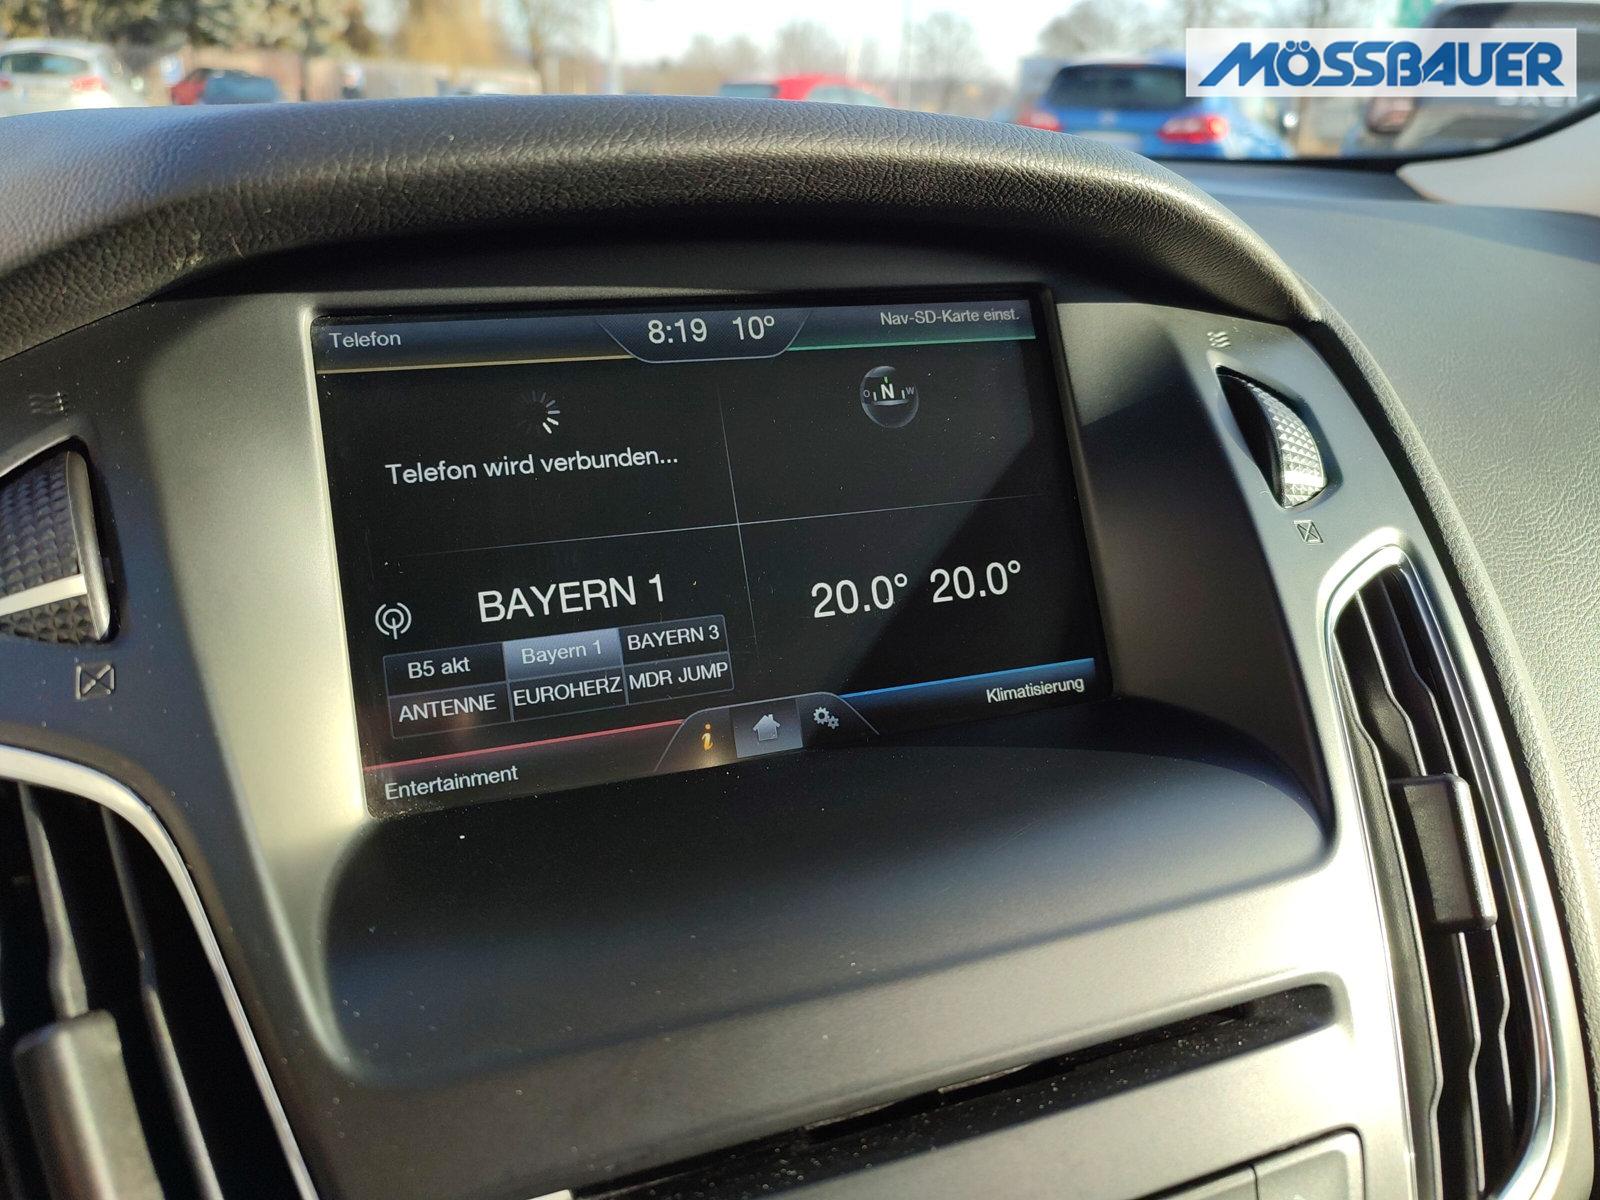 MÖSSBAUER
Telefon
8:19 10°
Nav-SD-Karte einst.
O N W
Telefon wird verbunden...
BAYERN 1
20.0° 20.0°
B5 akt
Bayern 1
BAYERN 3
ANTENNE
EUROHERZ
MDR JUMP
i
Entertainment
Klimatisierung